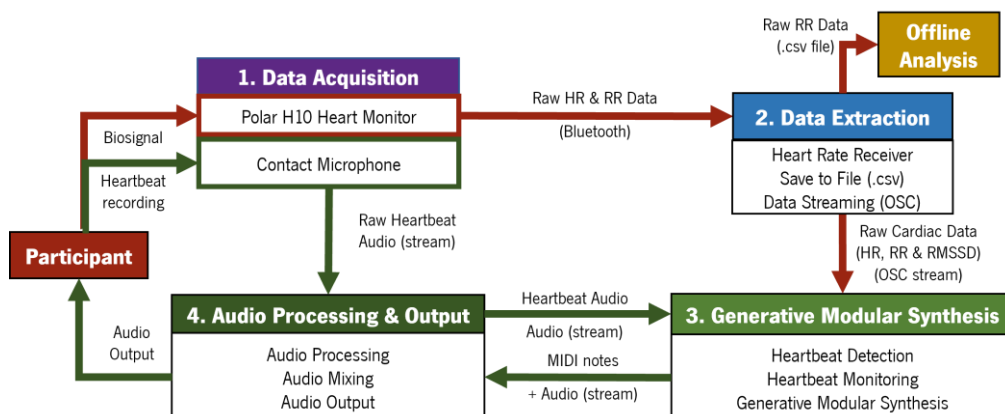 Raw RR Data
(.csv file)
Offline
Analysis
1. Data Acquisition
Polar H10 Heart Monitor
Contact Microphone
Raw HR & RR Data
(Bluetooth)
2. Data Extraction
Heart Rate Receiver
Save to File (.csv)
Data Streaming (OSC)
Biosignal
Heartbeat
recording
Raw Heartbeat
Audio (stream)
Raw Cardiac Data
(HR, RR & RMSSD)
(OSC stream)
Participant
Audio
Output
4. Audio Processing & Output
Audio Processing
Audio Mixing
Audio Output
Heartbeat Audio
Audio (stream)
MIDI notes
+ Audio (stream)
3. Generative Modular Synthesis
Heartbeat Detection
Heartbeat Monitoring
Generative Modular Synthesis